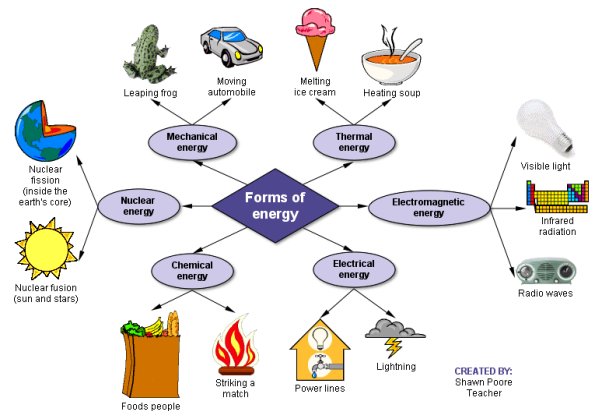 Leaping frog
Moving
automobile
Melting
ice cream
Heating soup
Mechanical
energy
Thermal
energy
Nuclear
fission
(inside the
earth's core)
Visible light
Nuclear
energy
Forms of
energy
Electromagnetic
energy
Infrared
radiation
Nuclear fusion
(sun and stars)
Chemical
energy
Electrical
energy
Radio waves
Foods people
Striking a
match
Power lines
Lightning
CREATED BY:
Shawn Poore
Teacher